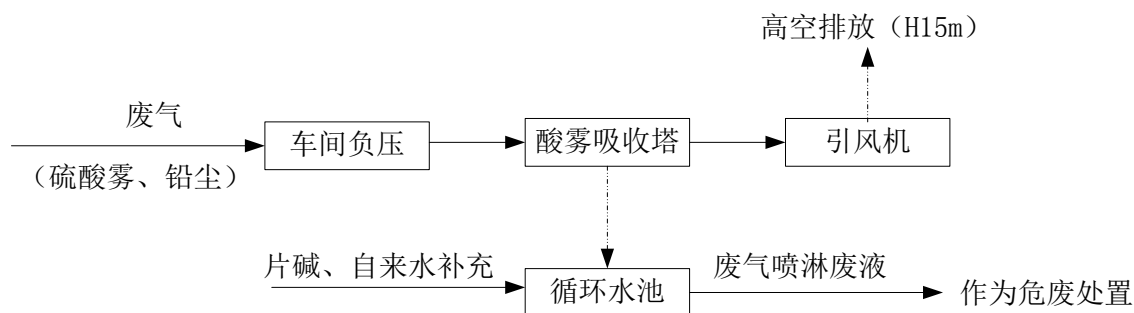 高空排放（H15m）
废气
车间负压
酸雾吸收塔
引风机
（硫酸雾、铅尘）
片碱、自来水补充
循环水池
废气喷淋废液
作为危废处置